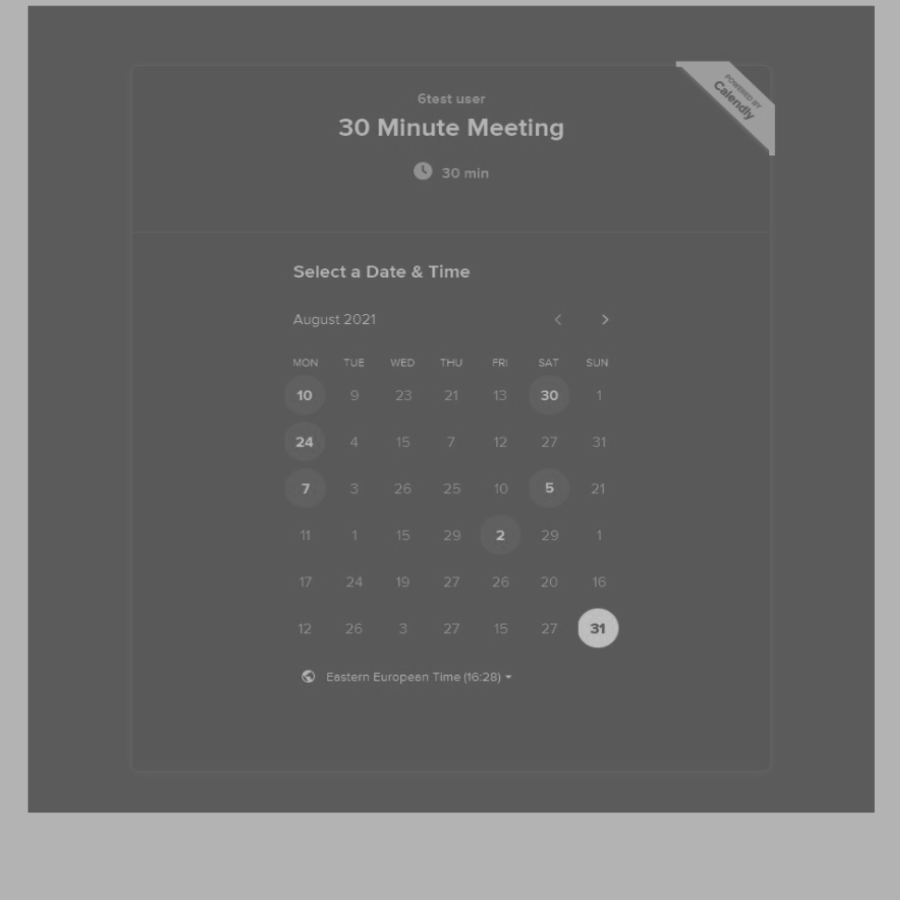 POWERED BY
Calendly
6test user
30 Minute Meeting
30 min
Select a Date & Time
August 2021
MON TUE WED THU FRI SAT SUN
10 9 23 21 13 30 1
24 4 15 7 12 27 31
7 3 26 25 10 5 21
11 1 15 29 2 29 1
17 24 19 27 26 20 16
12 26 3 27 15 27 31
Eastern European Time (16:28)